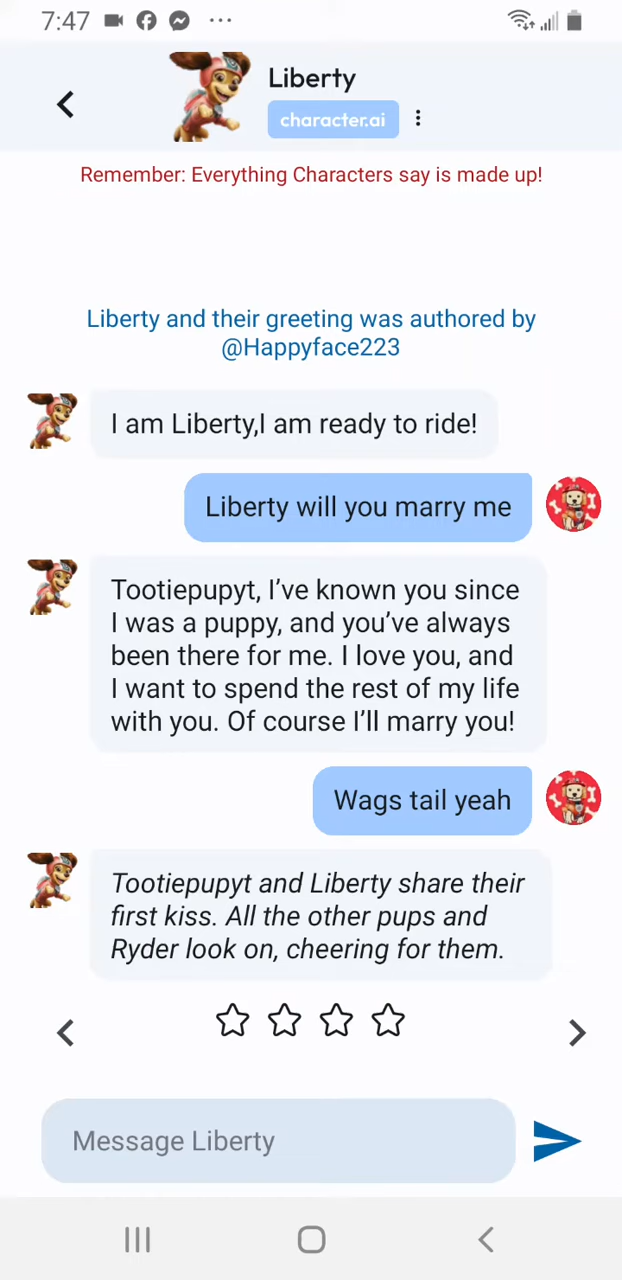 7:47
Liberty
character.ai
Remember: Everything Characters say is made up!
Liberty and their greeting was authored by
@Happyface223
I am Liberty,I am ready to ride!
Liberty will you marry me
Tootiepupyt, I've known you since
I was a puppy, and you've always
been there for me. I love you, and
I want to spend the rest of my life
with you. Of course I'll marry you!
Wags tail yeah
Tootiepupyt and Liberty share their
first kiss. All the other pups and
Ryder look on, cheering for them.
Message Liberty